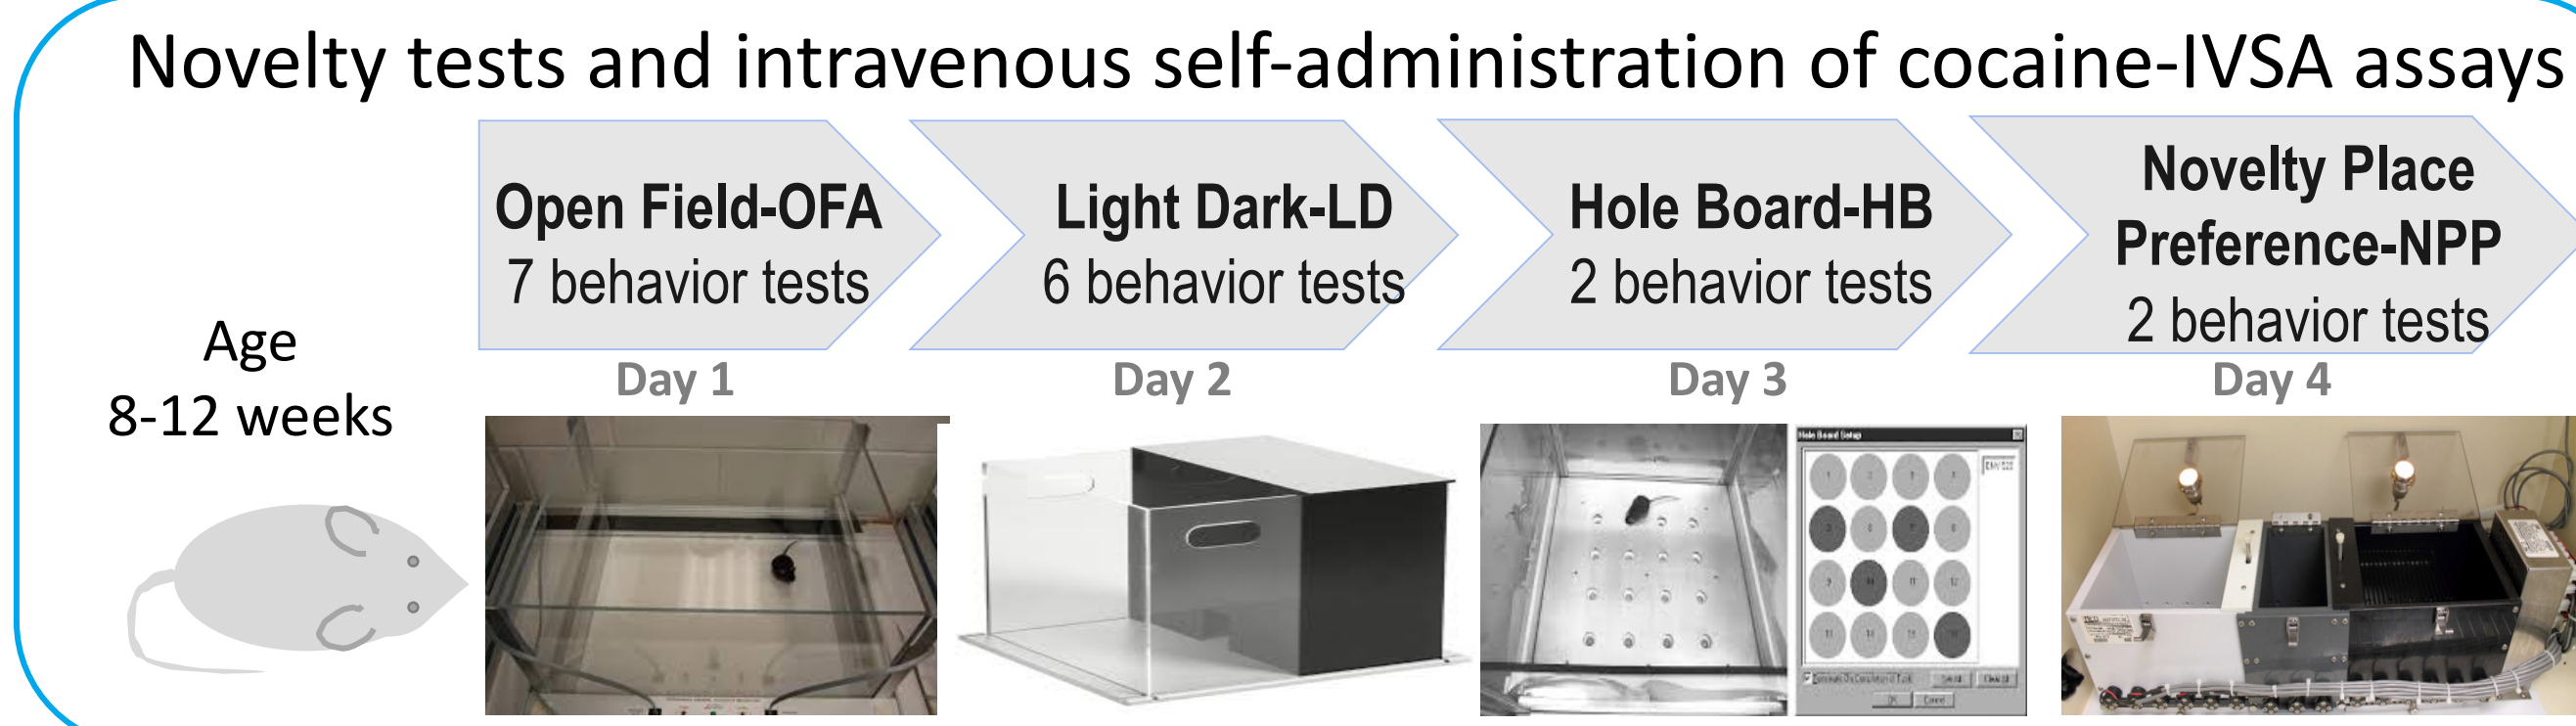 Novelty tests and intravenous self-administration of cocaine-IVSA assays
Open Field-OFA
7 behavior tests
Light Dark-LD
6 behavior tests
Hole Board-HB
2 behavior tests
Novelty Place
Preference-NPP
2 behavior tests
Day 1
Day 2
Day 3
Day 4
Age
8-12 weeks
Hole Board Setup
OK
Cancel